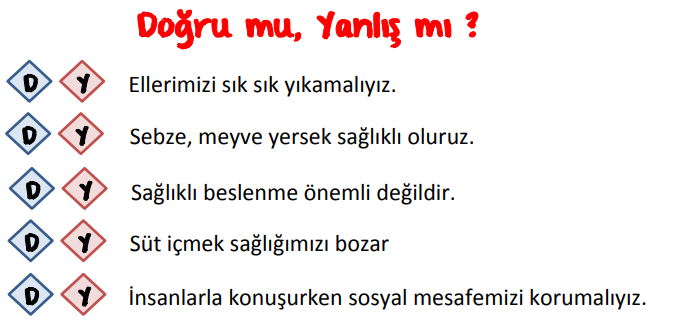 Doğru mu, Yanlış mı ?
D Y Ellerimizi sık sık yıkamalıyız.
D Y Sebze, meyve yersek sağlıklı oluruz.
D Y Sağlıklı beslenme önemli değildir.
D Y Süt içmek sağlığımızı bozar
D Y İnsanlarla konuşurken sosyal mesafemizi korumalıyız.